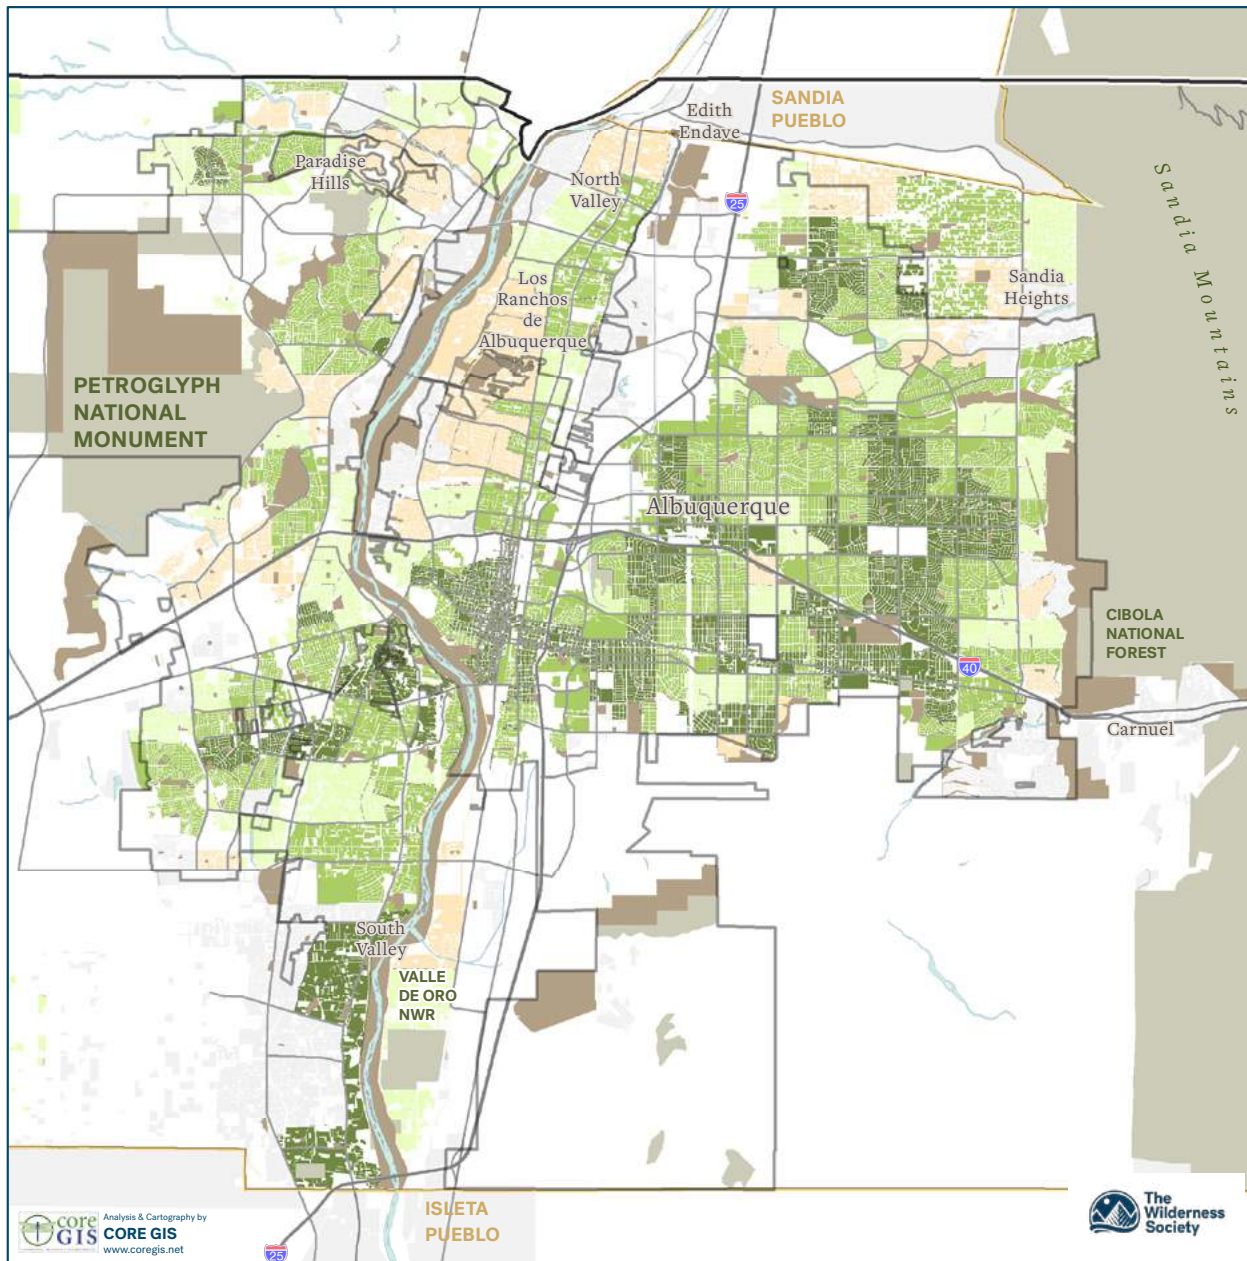 SANDIA
PUEBLO
Edith
Endave
Sandia Mountains
Paradise
Hills
North
Valley
25
Los
Ranchos
de
Albuquerque
Sandia
Heights
PETROGLYPH
NATIONAL
MONUMENT
Albuquerque
CIBOLA
NATIONAL
FOREST
40
Carnuel
South
Valley
VALLE
DE ORO
NWR
ISLETA
PUEBLO
25
core
GIS
Analysis & Cartography by
CORE GIS
www.coregis.net
The
Wilderness
Society